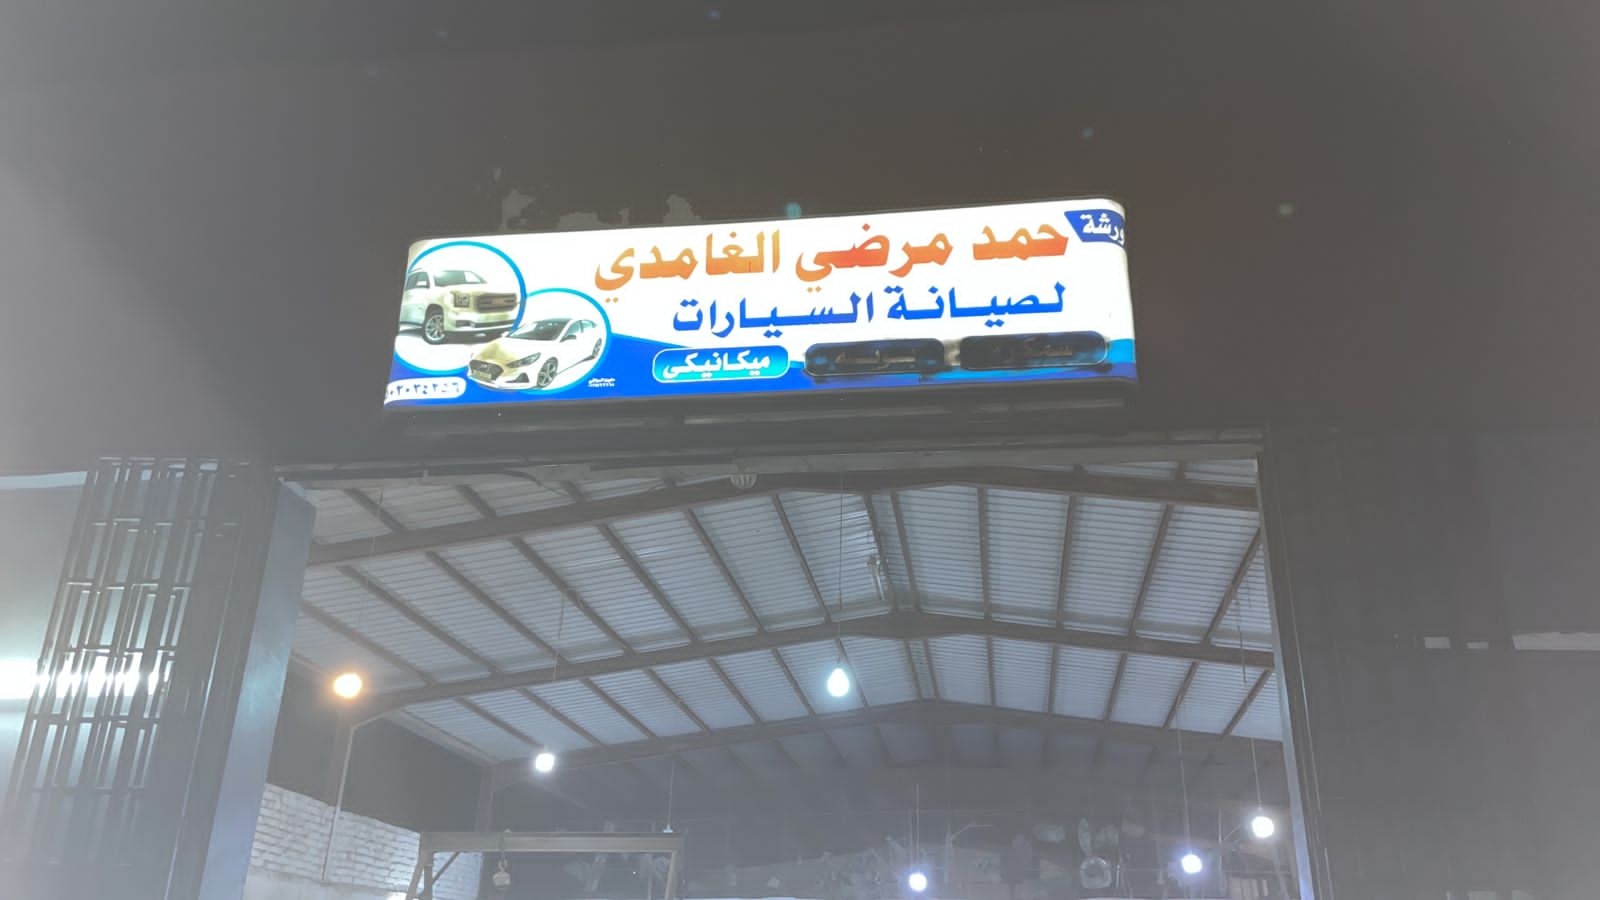 ورشة
حمد مرضي الغامدي
لصيانة السيارات
ميكانيكي